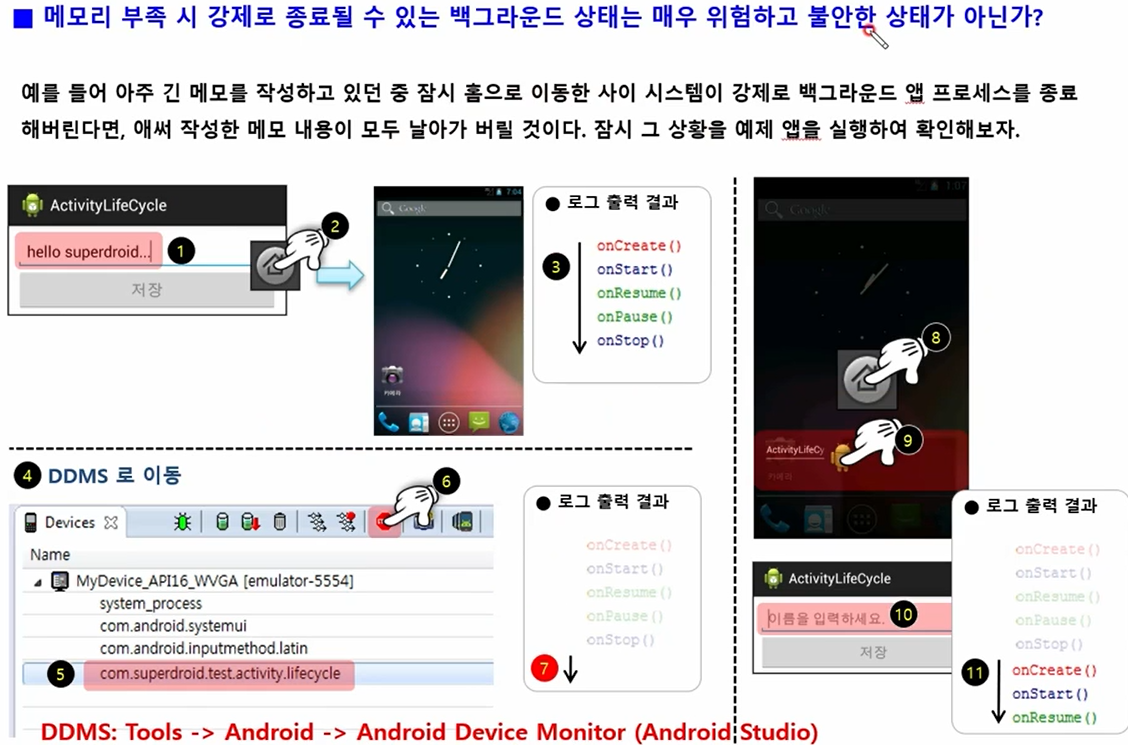 ■ 메모리 부족 시 강제로 종료될 수 있는 백그라운드 상태는 매우 위험하고 불안한 상태가 아닌가?
예를 들어 아주 긴 메모를 작성하고 있던 중 잠시 홈으로 이동한 사이 시스템이 강제로 백그라운드 앱 프로세스를 종료
해버린다면, 애써 작성한 메모 내용이 모두 날아가 버릴 것이다. 잠시 그 상황을 예제 앱을 실행하여 확인해보자.
ActivityLifeCycle
hello superdroid...
1
저장
2
7:04
Google
카메라
● 로그 출력 결과
3
onCreate()
onStart()
onResume()
onPause()
onStop()
4 DDMS 로 이동
6
Devices
Name
MyDevice_API16_WVGA [emulator-5554]
system_process
com.android.systemui
com.android.inputmethod.latin
5
com.superdroid.test.activity.lifecycle
● 로그 출력 결과
onCreate()
onStart()
onResume()
onPause()
onStop()
7
1:07
Google
8
9
ActivityLifeCy
카메라
ActivityLifeCycle
이름을 입력하세요.
10
저장
● 로그 출력 결과
onCreate()
onStart()
onResume()
onPause()
onStop()
11
onCreate()
onStart()
onResume()
DDMS: Tools -> Android -> Android Device Monitor (Android Studio)